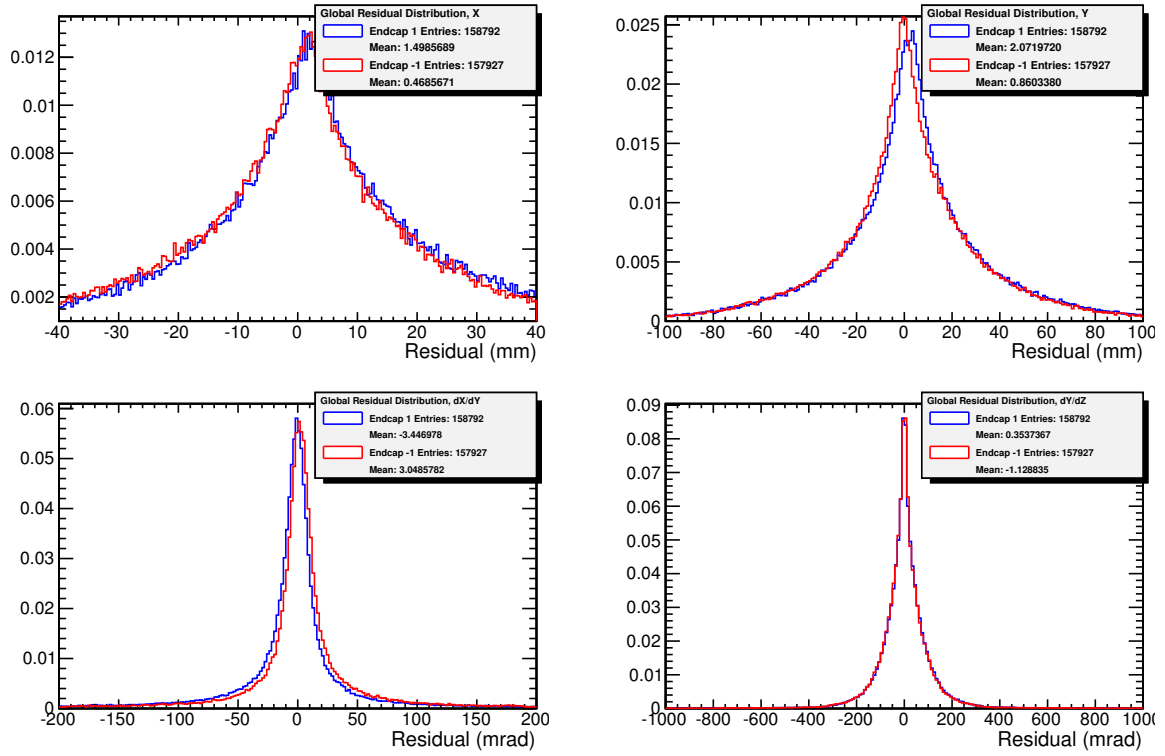 Global Residual Distribution, X
Endcap 1 Entries: 158792
Mean: 1.4985689
Endcap -1 Entries: 157927
Mean: 0.4685671
0.012
0.01
0.008
0.006
0.004
0.002
-40 -30 -20 -10 0 10 20 30 40
Residual (mm)
Global Residual Distribution, Y
Endcap 1 Entries: 158792
Mean: 2.0719720
Endcap -1 Entries: 157927
Mean: 0.8603380
0.025
0.02
0.015
0.01
0.005
0
-100 -80 -60 -40 -20 0 20 40 60 80 100
Residual (mm)
Global Residual Distribution, dX/dY
Endcap 1 Entries: 158792
Mean: -3.446978
Endcap -1 Entries: 157927
Mean: 3.0485782
0.06
0.05
0.04
0.03
0.02
0.01
0
-200 -150 -100 -50 0 50 100 150 200
Residual (mrad)
Global Residual Distribution, dY/dZ
Endcap 1 Entries: 158792
Mean: 0.3537367
Endcap -1 Entries: 157927
Mean: -1.128835
0.09
0.08
0.07
0.06
0.05
0.04
0.03
0.02
0.01
0
-1000 -800 -600 -400 -200 0 200 400 600 800 1000
Residual (mrad)